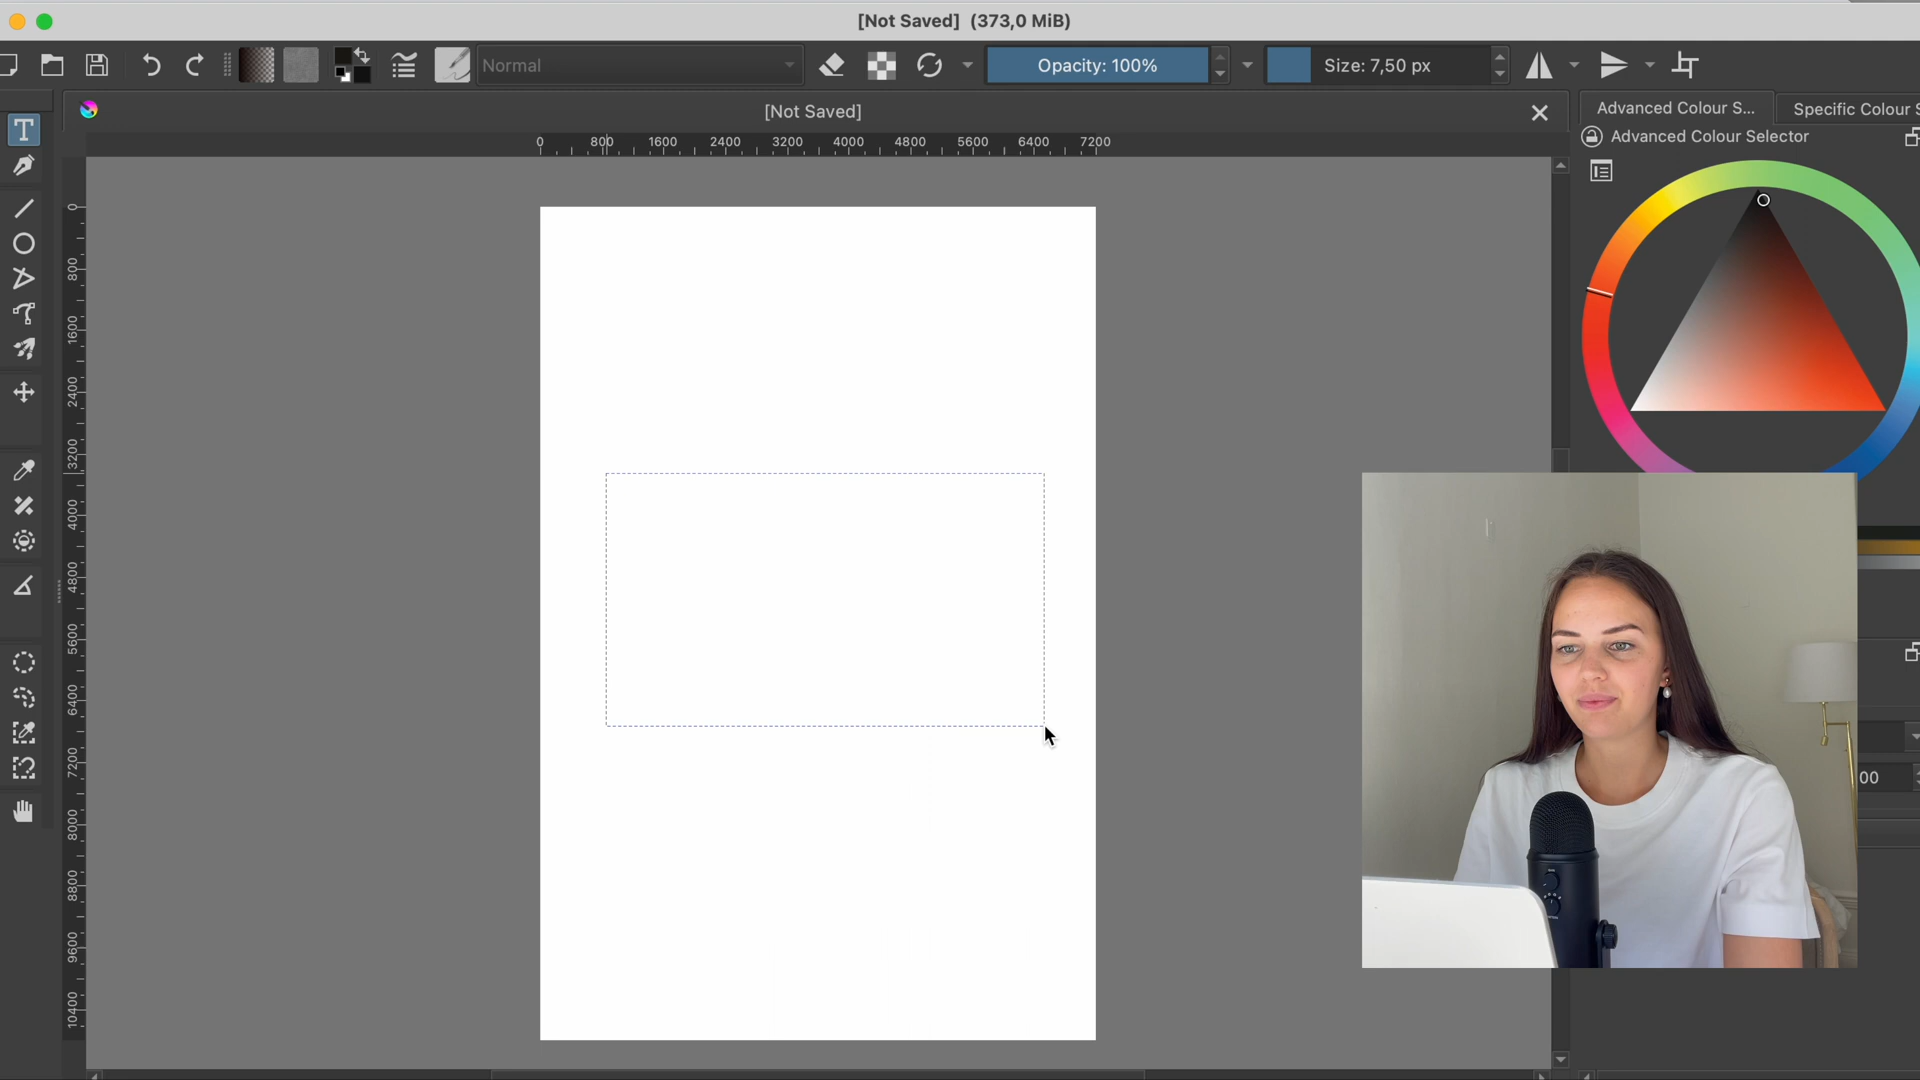 [Not Saved] (373,0 MiB)
Normal
Opacity: 100%
Size: 7,50 px
[Not Saved]
Advanced Colour S...
Specific Colour S
Advanced Colour Selector
0 800 1600 2400 3200 4000 4800 5600 6400 7200
0
800
1600
2400
3200
4000
4800
5600
6400
7200
8000
8800
9600
10400
T
00